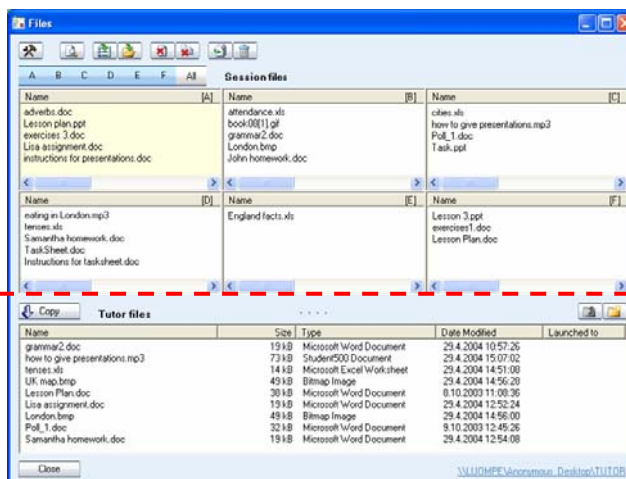 Files
A B C D E F All Session files
Name [A]
adverbs.doc
Lesson plan.ppt
exercises 3.doc
Lisa assignment.doc
instructions for presentations.doc
Name [B]
attendance.xls
book08[1].gif
grammar2.doc
London.bmp
John homework.doc
Name [C]
cities.xls
how to give presentations.mp3
Poll_1.doc
Task.ppt
Name [D]
eating in London.mp3
tenses.xls
Samantha homework.doc
TaskSheet.doc
Instructions for tasksheet.doc
Name [E]
England facts.xls
Name [F]
Lesson 3.ppt
exercises1.doc
Lesson Plan.doc
Copy Tutor files
Name Size Type Date Modified Launched to
grammar2.doc 19 kB Microsoft Word Document 29.4.2004 10:57:26
how to give presentations.mp3 73 kB Student500 Document 29.4.2004 15:07:02
tenses.xls 14 kB Microsoft Excel Worksheet 29.4.2004 14:51:08
UK map.bmp 49 kB Bitmap Image 29.4.2004 14:56:28
Lesson Plan.doc 38 kB Microsoft Word Document 8.10.2003 11:08:36
Lisa assignment.doc 19 kB Microsoft Word Document 29.4.2004 12:52:24
London.bmp 49 kB Bitmap Image 29.4.2004 14:56:00
Poll_1.doc 32 kB Microsoft Word Document 9.10.2003 12:45:26
Samantha homework.doc 19 kB Microsoft Word Document 29.4.2004 12:54:08
Close \\LUOMPE\Anonymous_Desktop\TUTOR